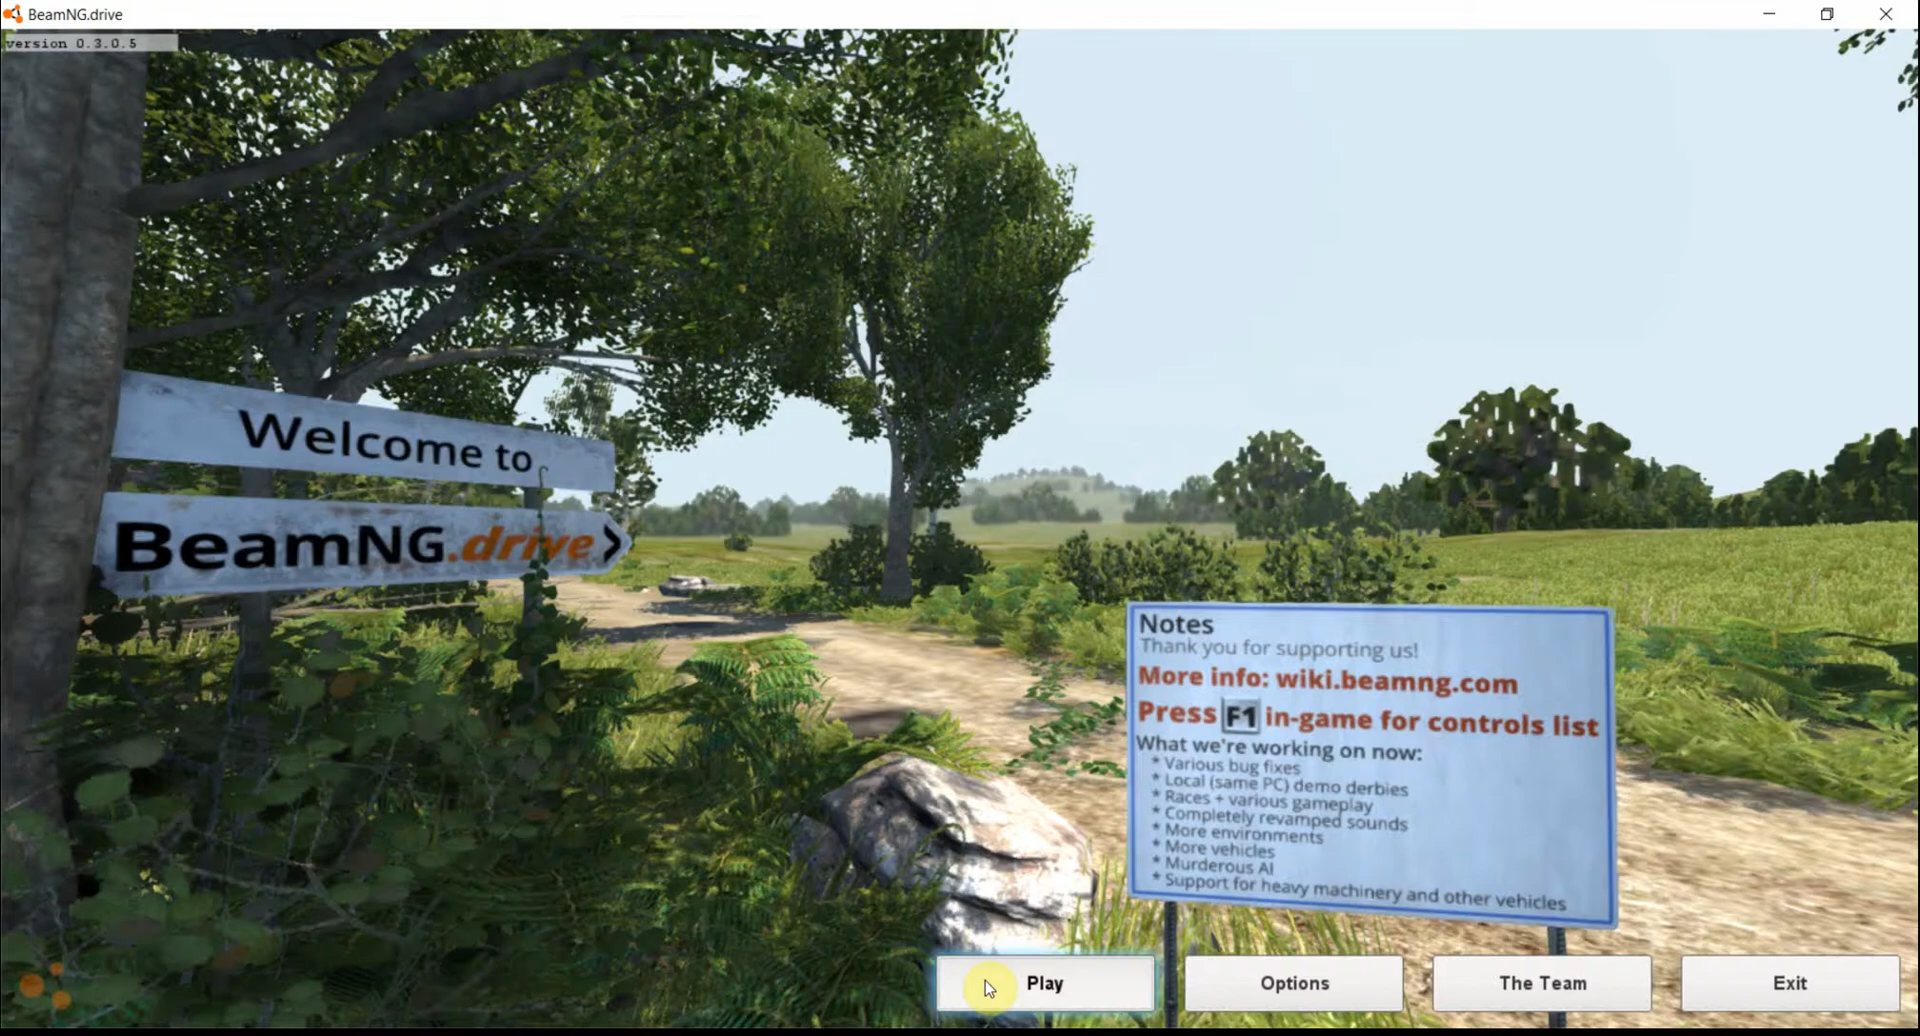 BeamNG.drive
version 0.3.0.5
Welcome to
BeamNG.drive
Notes
Thank you for supporting us!
More info: wiki.beamng.com
Press F1 in-game for controls list
What we're working on now:
* Various bug fixes
* Local (same PC) demo derbies
* Races + various gameplay
* Completely revamped sounds
* More environments
* More vehicles
* Murderous AI
* Support for heavy machinery and other vehicles
Play
Options
The Team
Exit